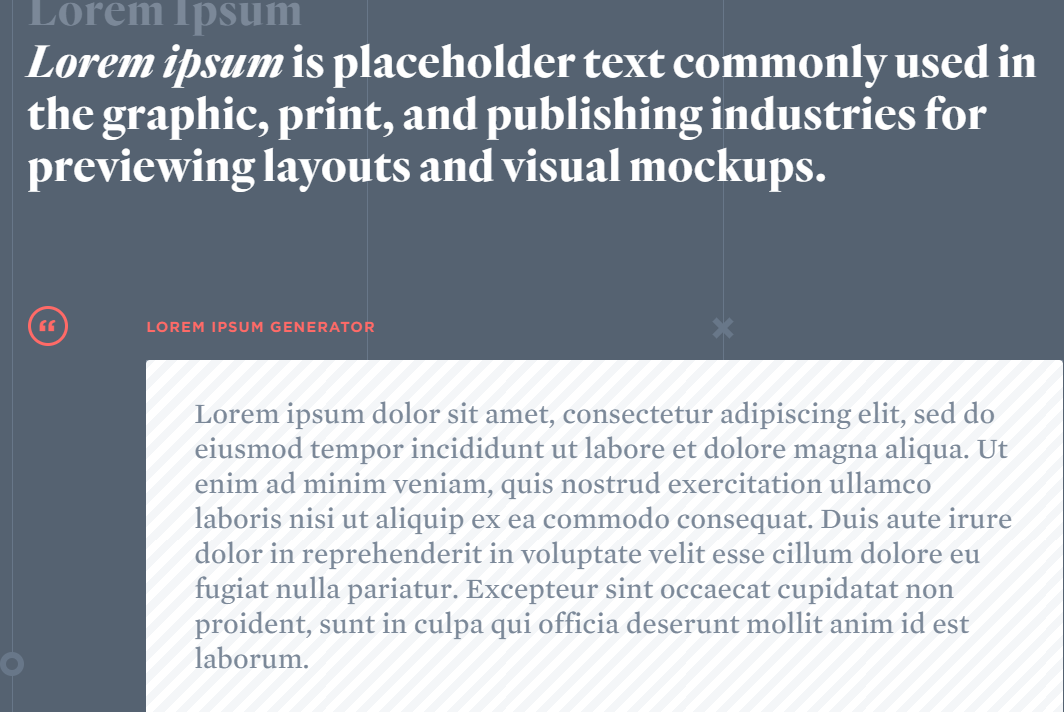 Lorem Ipsum
Lorem ipsum is placeholder text commonly used in
the graphic, print, and publishing industries for
previewing layouts and visual mockups.
LOREM IPSUM GENERATOR
Lorem ipsum dolor sit amet, consectetur adipiscing elit, sed do
eiusmod tempor incididunt ut labore et dolore magna aliqua. Ut
enim ad minim veniam, quis nostrud exercitation ullamco
laboris nisi ut aliquip ex ea commodo consequat. Duis aute irure
dolor in reprehenderit in voluptate velit esse cillum dolore eu
fugiat nulla pariatur. Excepteur sint occaecat cupidatat non
proident, sunt in culpa qui officia deserunt mollit anim id est
laborum.